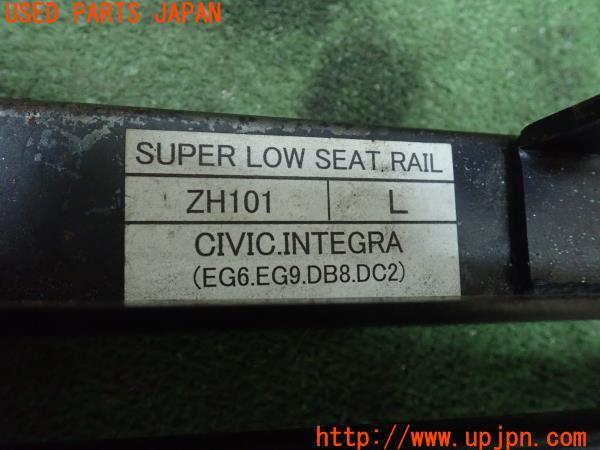 USED PARTS JAPAN
SUPER LOW SEAT RAIL
ZH101 L
CIVIC.INTEGRA
(EG6.EG9.DB8.DC2)
http://www.upjpn.com